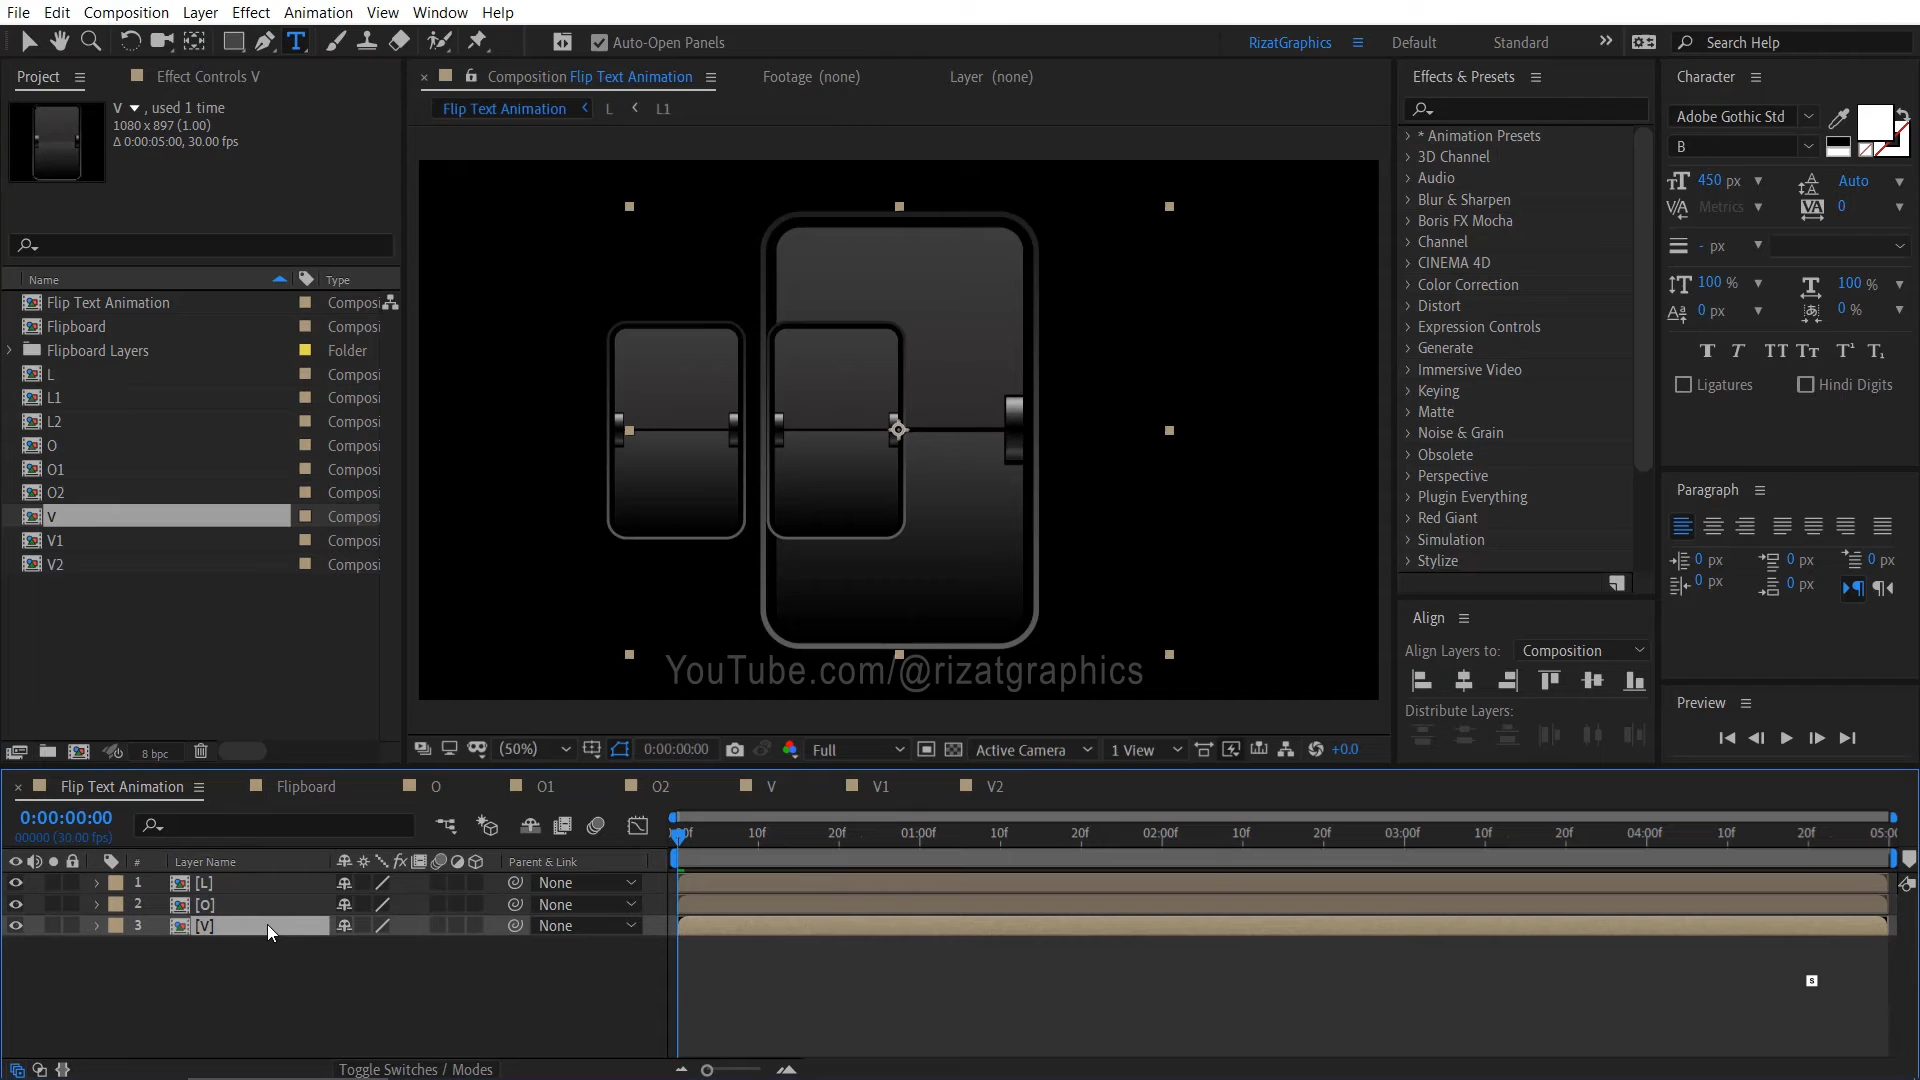 File Edit Composition Layer Effect Animation View Window Help
Auto-Open Panels
RizatGraphics Default Standard Search Help
Project Effect Controls V
V , used 1 time
1080 x 897 (1.00)
Δ 0:00:05:00, 30.00 fps
Name Type
Flip Text Animation Composi
Flipboard Composi
Flipboard Layers Folder
L Composi
L1 Composi
L2 Composi
O Composi
O1 Composi
O2 Composi
V Composi
V1 Composi
V2 Composi
8 bpc
Composition Flip Text Animation Footage (none) Layer (none)
Flip Text Animation L L1
YouTube.com/@rizatgraphics
(50%) 0:00:00:00 Full Active Camera 1 View +0.0
Effects & Presets
* Animation Presets
3D Channel
Audio
Blur & Sharpen
Boris FX Mocha
Channel
CINEMA 4D
Color Correction
Distort
Expression Controls
Generate
Immersive Video
Keying
Matte
Noise & Grain
Obsolete
Perspective
Plugin Everything
Red Giant
Simulation
Stylize
Align
Align Layers to: Composition
Distribute Layers:
Character
Adobe Gothic Std
B
450 px Auto
Metrics 0
- px
100 % 100 %
0 px 0 %
Ligatures Hindi Digits
Paragraph
0 px 0 px 0 px
0 px 0 px
Preview
Flip Text Animation Flipboard O O1 O2 V V1 V2
0:00:00:00
00000 (30.00 fps)
10f 20f 01:00f 10f 20f 02:00f 10f 20f 03:00f 10f 20f 04:00f 10f 20f 05:00
# Layer Name Parent & Link
1 [L] None
2 [O] None
3 [V] None
s
Toggle Switches / Modes